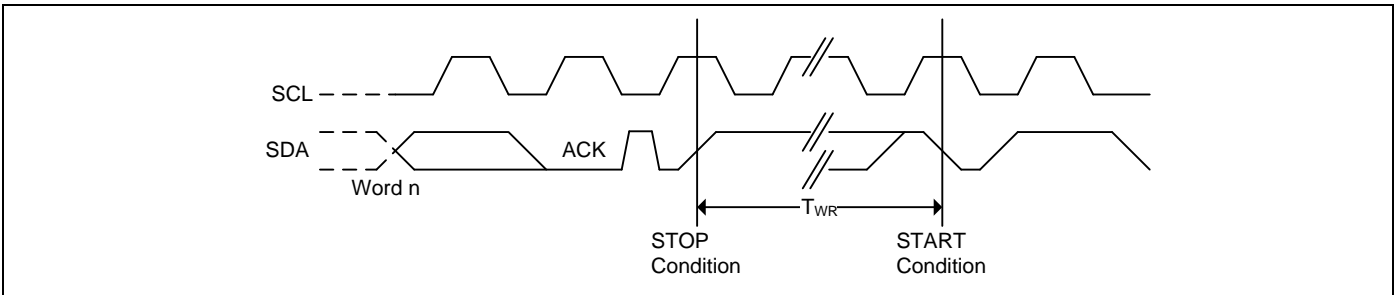 SCL
SDA
ACK
Word n
TWR
STOP
Condition
START
Condition